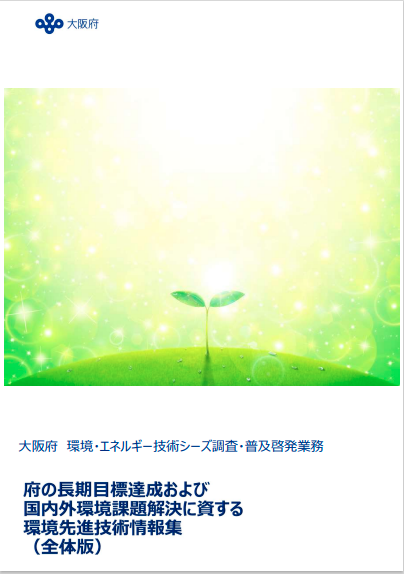 大阪府
大阪府 環境・エネルギー技術シーズ調査・普及啓発業務
府の長期目標達成および
国内外環境課題解決に資する
環境先進技術情報集
（全体版）